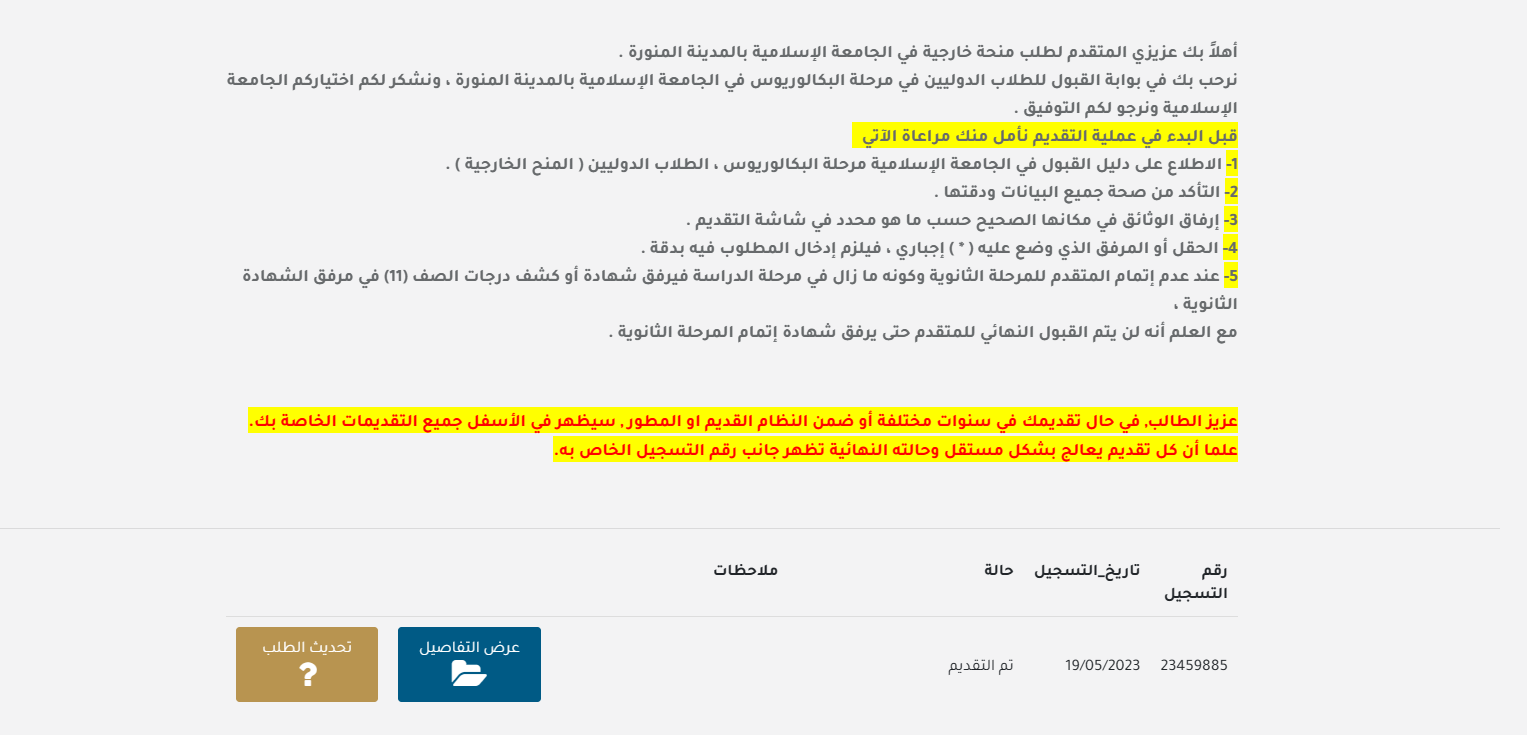 أهلاً بك عزيزي المتقدم لطلب منحة خارجية في الجامعة الإسلامية بالمدينة المنورة .
نرحب بك في بوابة القبول للطلاب الدوليين في مرحلة البكالوريوس في الجامعة الإسلامية بالمدينة المنورة ، ونشكر لكم اختياركم الجامعة
الإسلامية ونرجو لكم التوفيق .
قبل البدء في عملية التقديم نأمل منك مراعاة الآتي
1- الاطلاع على دليل القبول في الجامعة الإسلامية مرحلة البكالوريوس ، الطلاب الدوليين ( المنح الخارجية ) .
2- التأكد من صحة جميع البيانات ودقتها .
3- إرفاق الوثائق في مكانها الصحيح حسب ما هو محدد في شاشة التقديم .
4- الحقل أو المرفق الذي وضع عليه ( * ) إجباري ، فيلزم إدخال المطلوب فيه بدقة .
5- عند عدم إتمام المتقدم للمرحلة الثانوية وكونه ما زال في مرحلة الدراسة فيرفق شهادة أو كشف درجات الصف (11) في مرفق الشهادة
الثانوية ،
مع العلم أنه لن يتم القبول النهائي للمتقدم حتى يرفق شهادة إتمام المرحلة الثانوية .
عزيز الطالب, في حال تقديمك في سنوات مختلفة أو ضمن النظام القديم او المطور , سيظهر في الأسفل جميع التقديمات الخاصة بك.
علما أن كل تقديم يعالج بشكل مستقل وحالته النهائية تظهر جانب رقم التسجيل الخاص به.
رقم التسجيل تاريخ_التسجيل حالة ملاحظات
23459885 19/05/2023 تم التقديم عرض التفاصيل تحديث الطلب